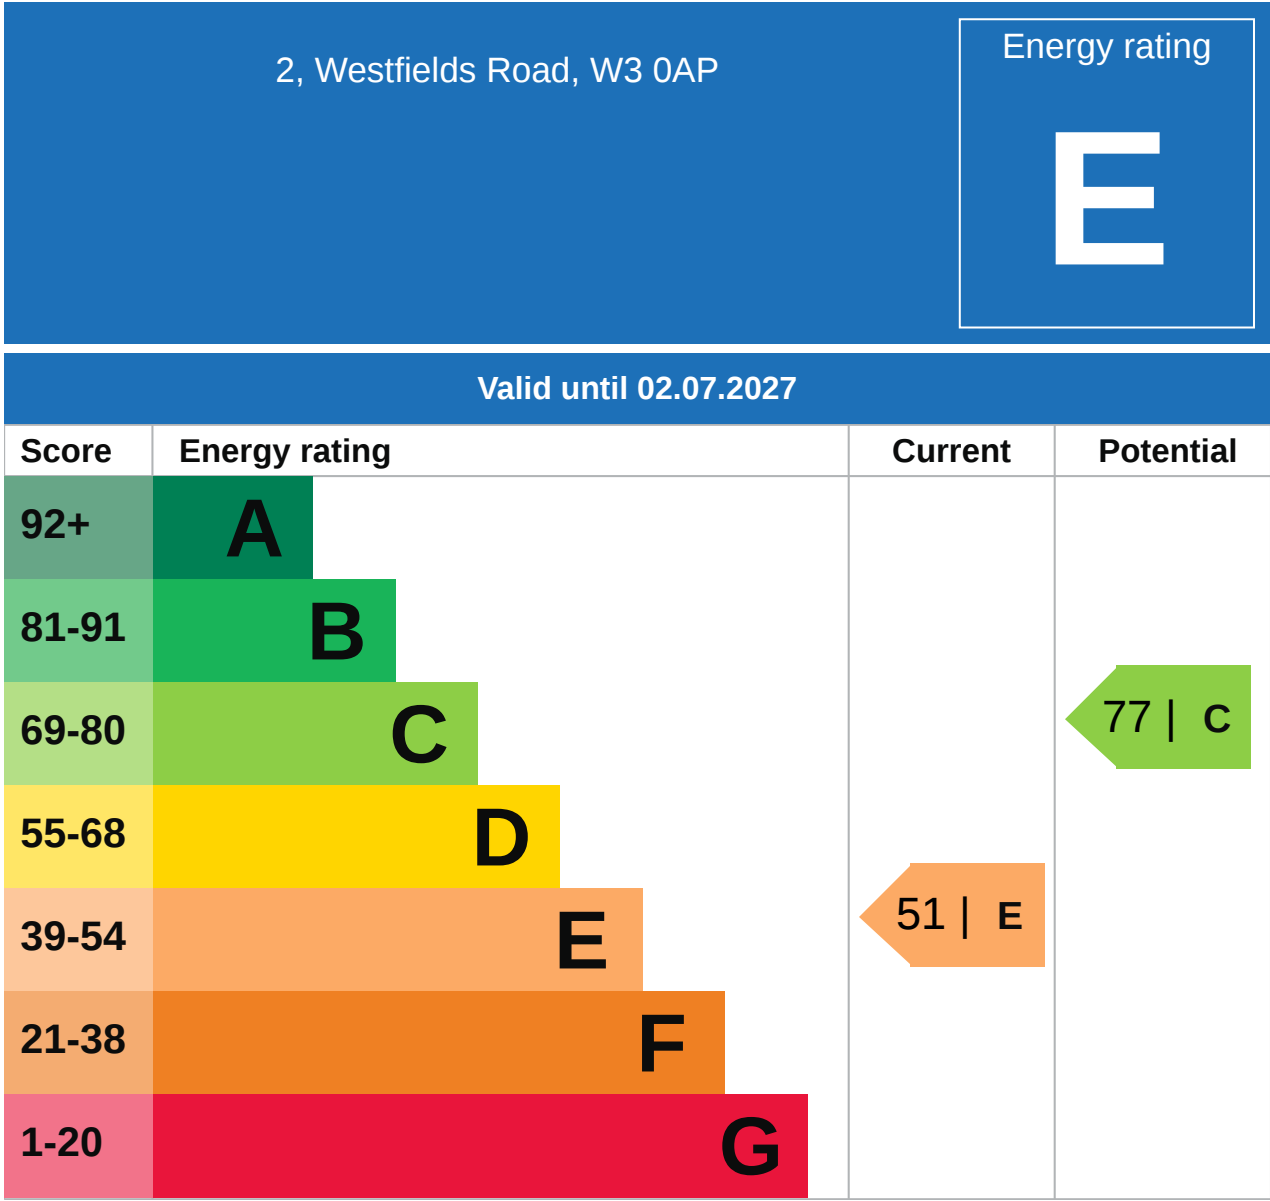 2, Westfields Road, W3 0AP
Energy rating
E
Valid until 02.07.2027
Score Energy rating Current Potential
92+ A
81-91 B
69-80 C
77 | C
55-68 D
39-54 E
51 | E
21-38 F
1-20 G